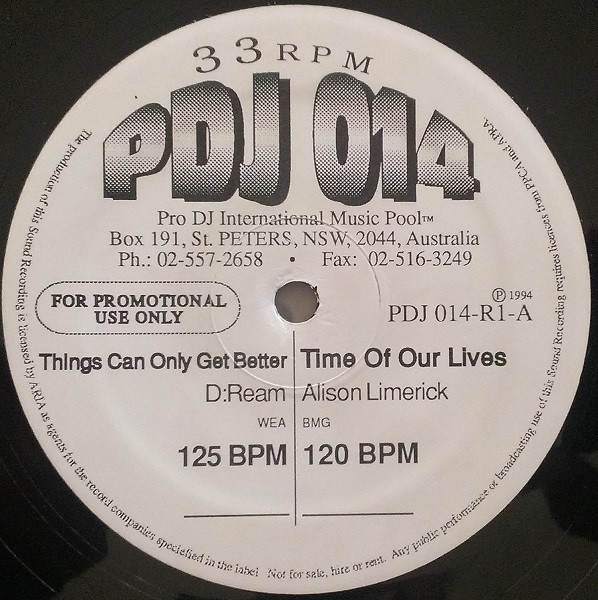 33 RPM
PDJ 014
Pro DJ International Music Pool™
Box 191, St. PETERS, NSW, 2044, Australia
Ph.: 02-557-2658 • Fax: 02-516-3249
FOR PROMOTIONAL
USE ONLY
℗ 1994
PDJ 014-R1-A
Things Can Only Get Better
D:Ream
WEA
125 BPM
Time Of Our Lives
Alison Limerick
BMG
120 BPM
The production of this Sound Recording is licensed by ARIA as agents for the record companies speciefied in the label Not for sale, hire or rent. Any public performance or broadcasting use of this Sound Recording requires licences from PPCA and APRA.